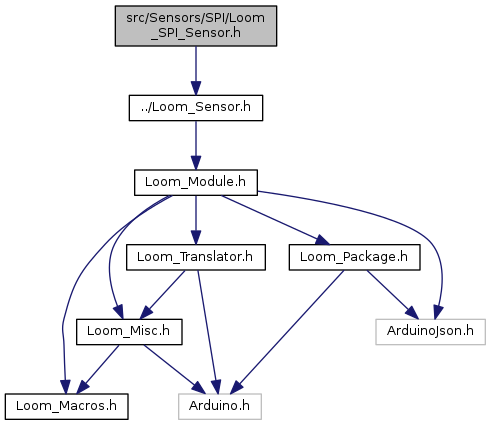 src/Sensors/SPI/Loom
_SPI_Sensor.h
../Loom_Sensor.h
Loom_Module.h
Loom_Translator.h
Loom_Package.h
Loom_Misc.h
ArduinoJson.h
Loom_Macros.h
Arduino.h